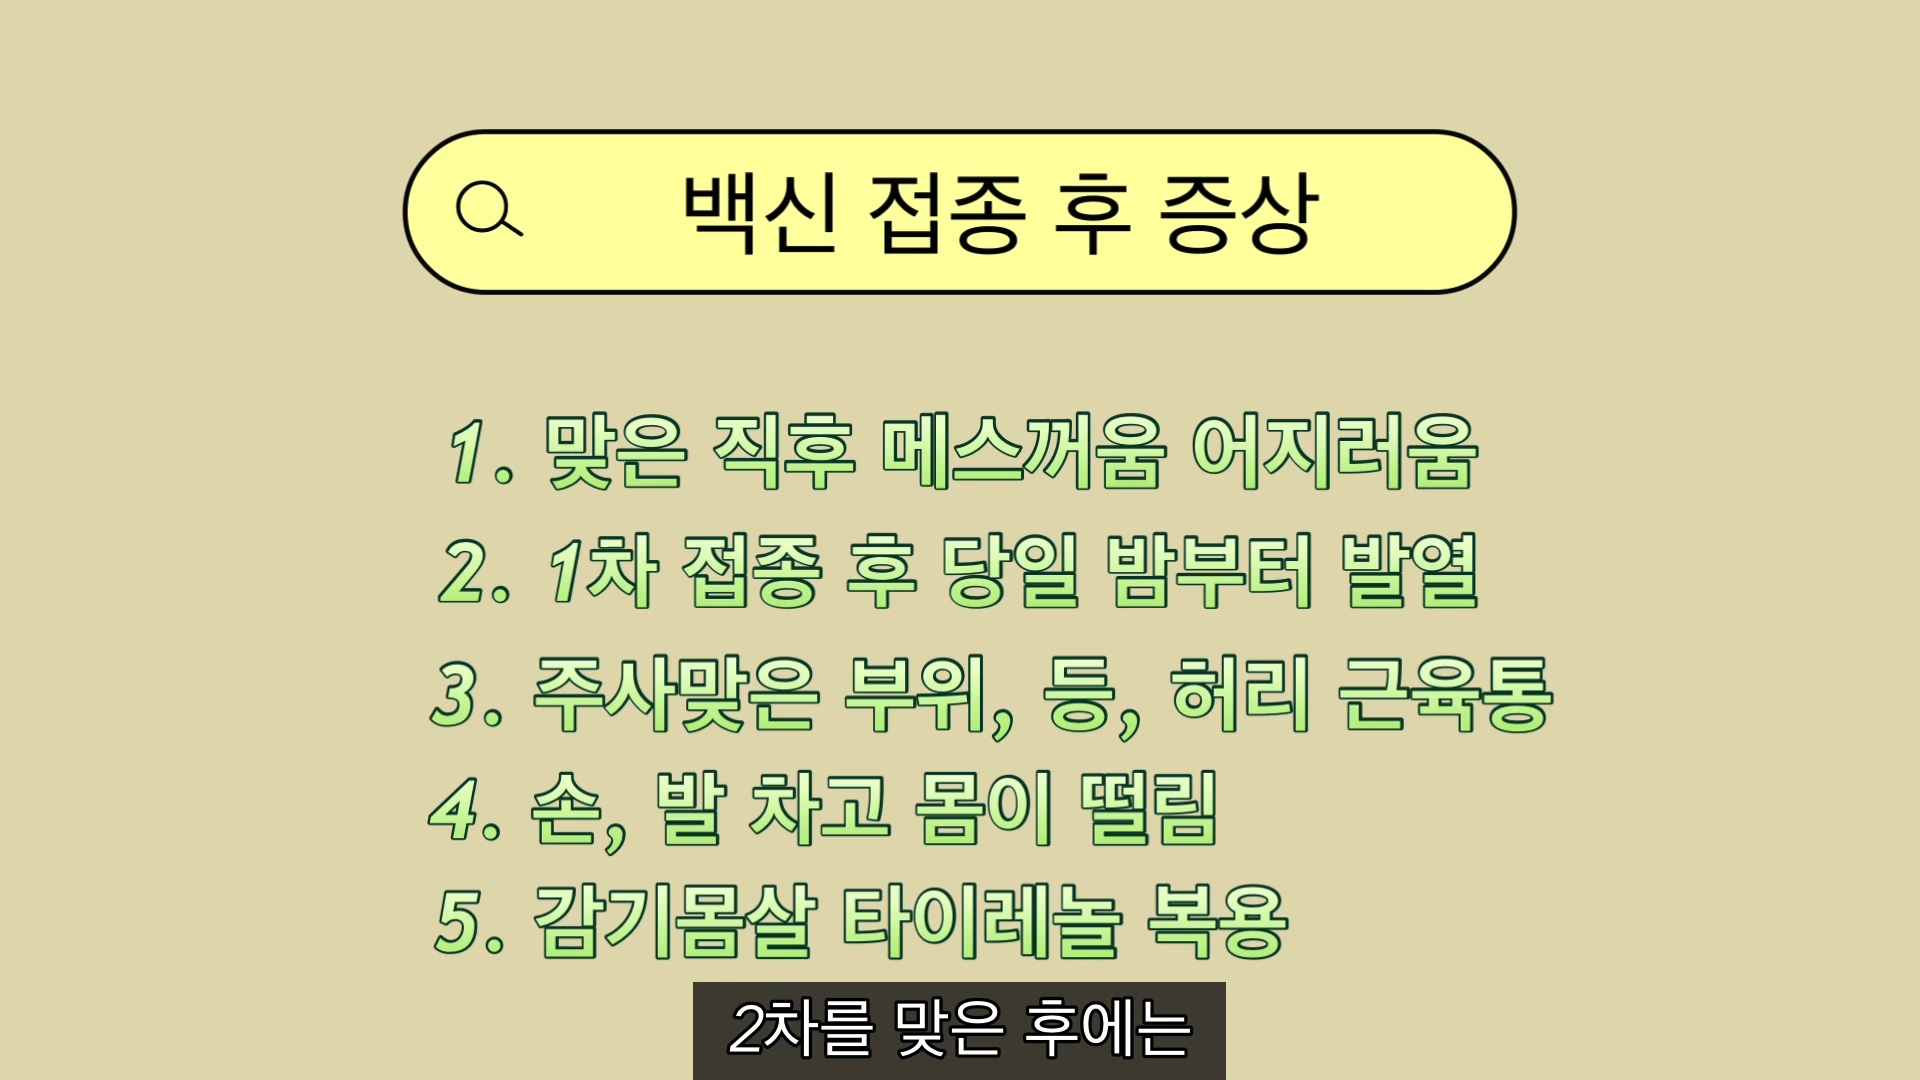 백신 접종 후 증상
1. 맞은 직후 메스꺼움 어지러움
2. 1차 접종 후 당일 밤부터 발열
3. 주사맞은 부위, 등, 허리 근육통
4. 손, 발 차고 몸이 떨림
5. 감기몸살 타이레놀 복용
2차를 맞은 후에는